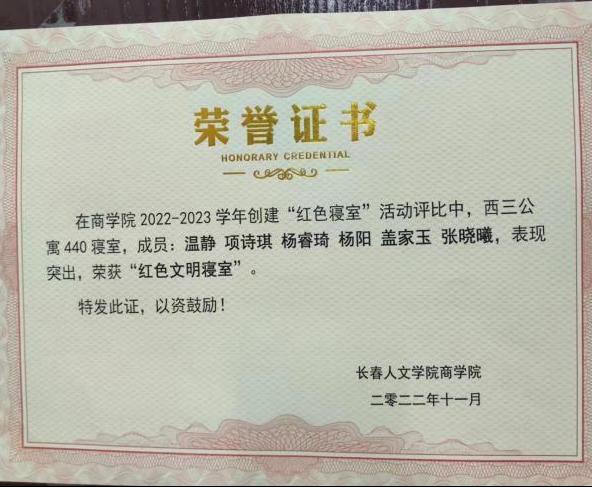 荣誉证书
HONORARY CREDENTIAL
在商学院 2022-2023 学年创建“红色寝室”活动评比中，西三公
寓 440 寝室，成员：温静 项诗琪 杨睿琦 杨阳 盖家玉 张晓曦，表现
突出，荣获“红色文明寝室”。
特发此证，以资鼓励！
长春人文学院商学院
二零二二年十一月